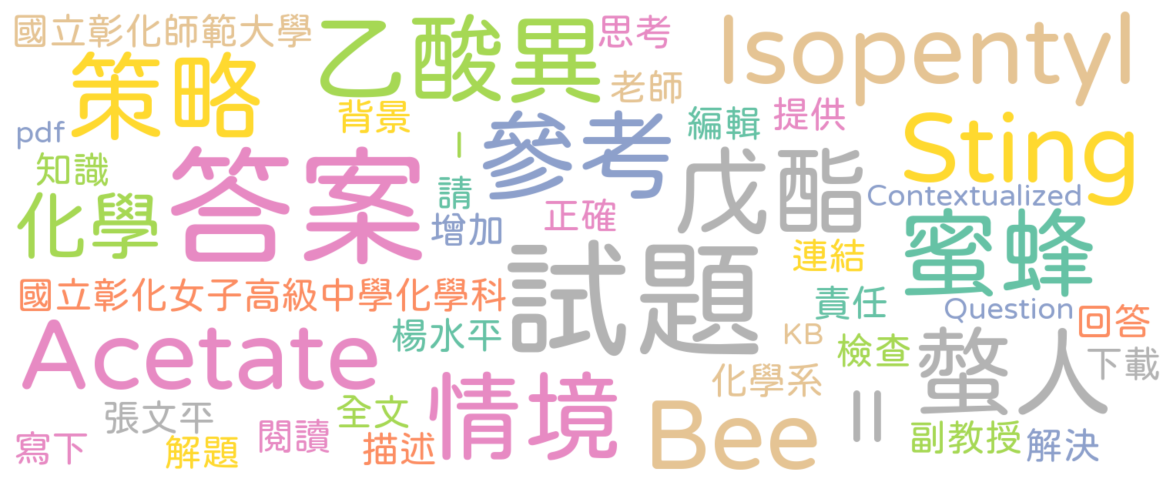 國立彰化師範大學
乙酸異
思考
Isopentyl
策略
老師
pdf
背景
I
參考
編輯
提供
Sting
知識
答案
請
戊酯
Contextualized
化學
增加
正確
連結
蜜蜂
試題
國立彰化女子高級中學化學科
責任
Question
回答
Acetate
楊水平
KB
檢查
螫人
下載
情境
化學系
張文平
全文
Bee
II
寫下
解題
閱讀
描述
副教授
解決